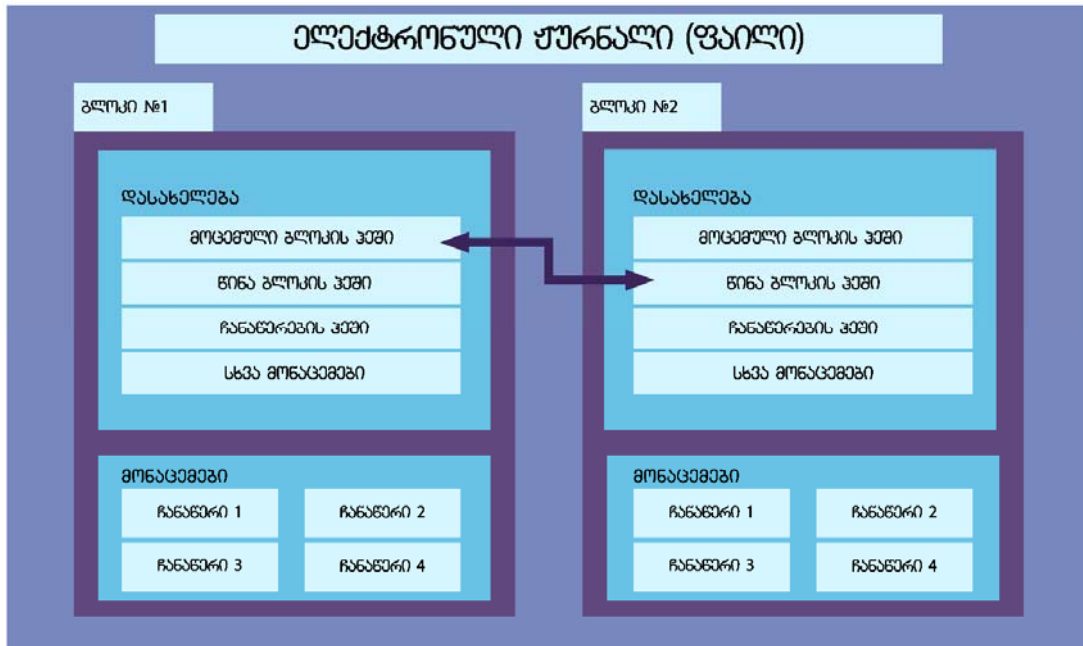 ელექტრონული ჟურნალი (ფაილი)
ბლოკი №1
დასახელება
მოცემული ბლოკის ჰეში
წინა ბლოკის ჰეში
ჩანაწერების ჰეში
სხვა მონაცემები
მონაცემები
ჩანაწერი 1
ჩანაწერი 2
ჩანაწერი 3
ჩანაწერი 4
ბლოკი №2
დასახელება
მოცემული ბლოკის ჰეში
წინა ბლოკის ჰეში
ჩანაწერების ჰეში
სხვა მონაცემები
მონაცემები
ჩანაწერი 1
ჩანაწერი 2
ჩანაწერი 3
ჩანაწერი 4